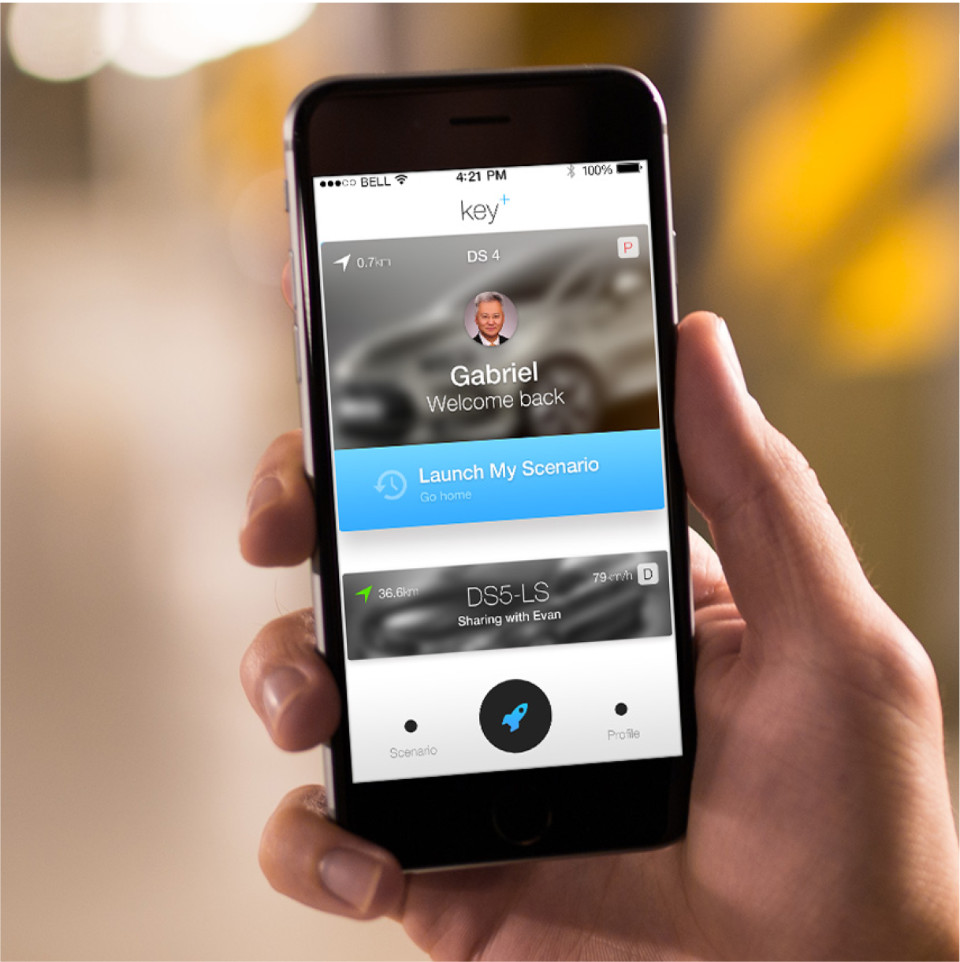 BELL 4:21 PM 100%
key+
0.7km DS 4 P
Gabriel
Welcome back
Launch My Scenario
Go home
36.6km DS5-LS 79km/h D
Sharing with Evan
Scenario Profile